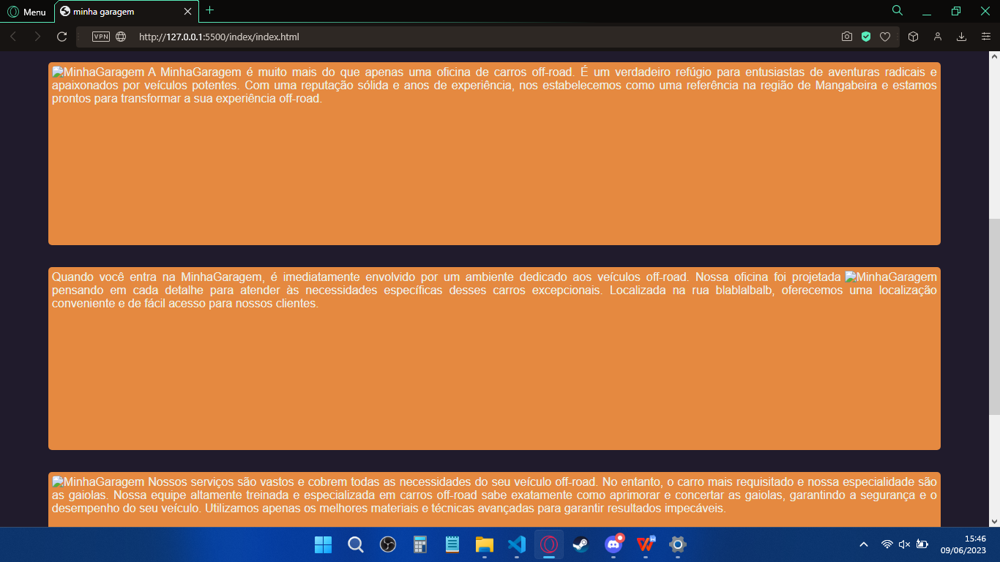 Menu
minha garagem
VPN
http://127.0.0.1:5500/index/index.html
MinhaGaragem A MinhaGaragem é muito mais do que apenas uma oficina de carros off-road. É um verdadeiro refúgio para entusiastas de aventuras radicais e
apaixonados por veículos potentes. Com uma reputação sólida e anos de experiência, nos estabelecemos como uma referência na região de Mangabeira e estamos
prontos para transformar a sua experiência off-road.
Quando você entra na MinhaGaragem, é imediatamente envolvido por um ambiente dedicado aos veículos off-road. Nossa oficina foi projetada MinhaGaragem
pensando em cada detalhe para atender às necessidades específicas desses carros excepcionais. Localizada na rua blablalbalb, oferecemos uma localização
conveniente e de fácil acesso para nossos clientes.
MinhaGaragem Nossos serviços são vastos e cobrem todas as necessidades do seu veículo off-road. No entanto, o carro mais requisitado e nossa especialidade são
as gaiolas. Nossa equipe altamente treinada e especializada em carros off-road sabe exatamente como aprimorar e concertar as gaiolas, garantindo a segurança e o
desempenho do seu veículo. Utilizamos apenas os melhores materiais e técnicas avançadas para garantir resultados impecáveis.
15:46
09/06/2023